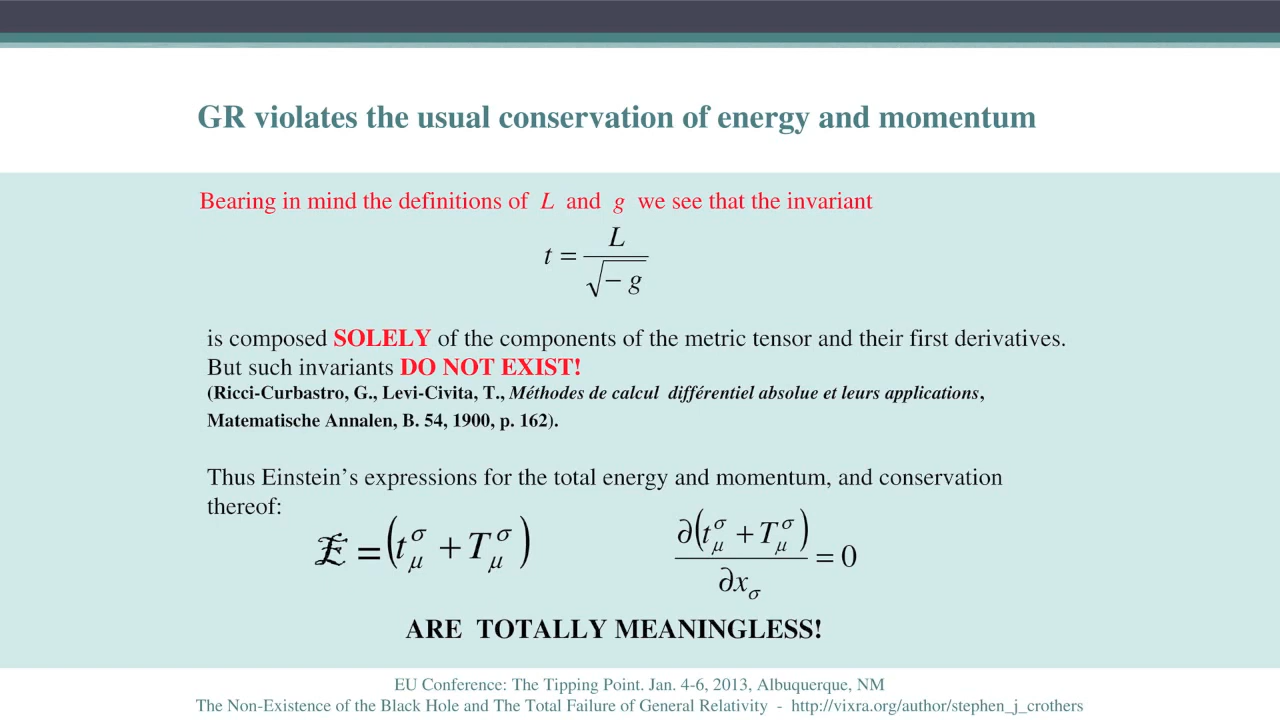 GR violates the usual conservation of energy and momentum
Bearing in mind the definitions of L and g we see that the invariant
t = L / √−g
is composed SOLELY of the components of the metric tensor and their first derivatives.
But such invariants DO NOT EXIST!
(Ricci-Curbastro, G., Levi-Civita, T., Méthodes de calcul différentiel absolue et leurs applications,
Matematische Annalen, B. 54, 1900, p. 162).
Thus Einstein's expressions for the total energy and momentum, and conservation
thereof:
E = (t_μ^σ + T_μ^σ) ∂(t_μ^σ + T_μ^σ) / ∂x_σ = 0
ARE TOTALLY MEANINGLESS!
EU Conference: The Tipping Point. Jan. 4-6, 2013, Albuquerque, NM
The Non-Existence of the Black Hole and The Total Failure of General Relativity - http://vixra.org/author/stephen_j_crothers